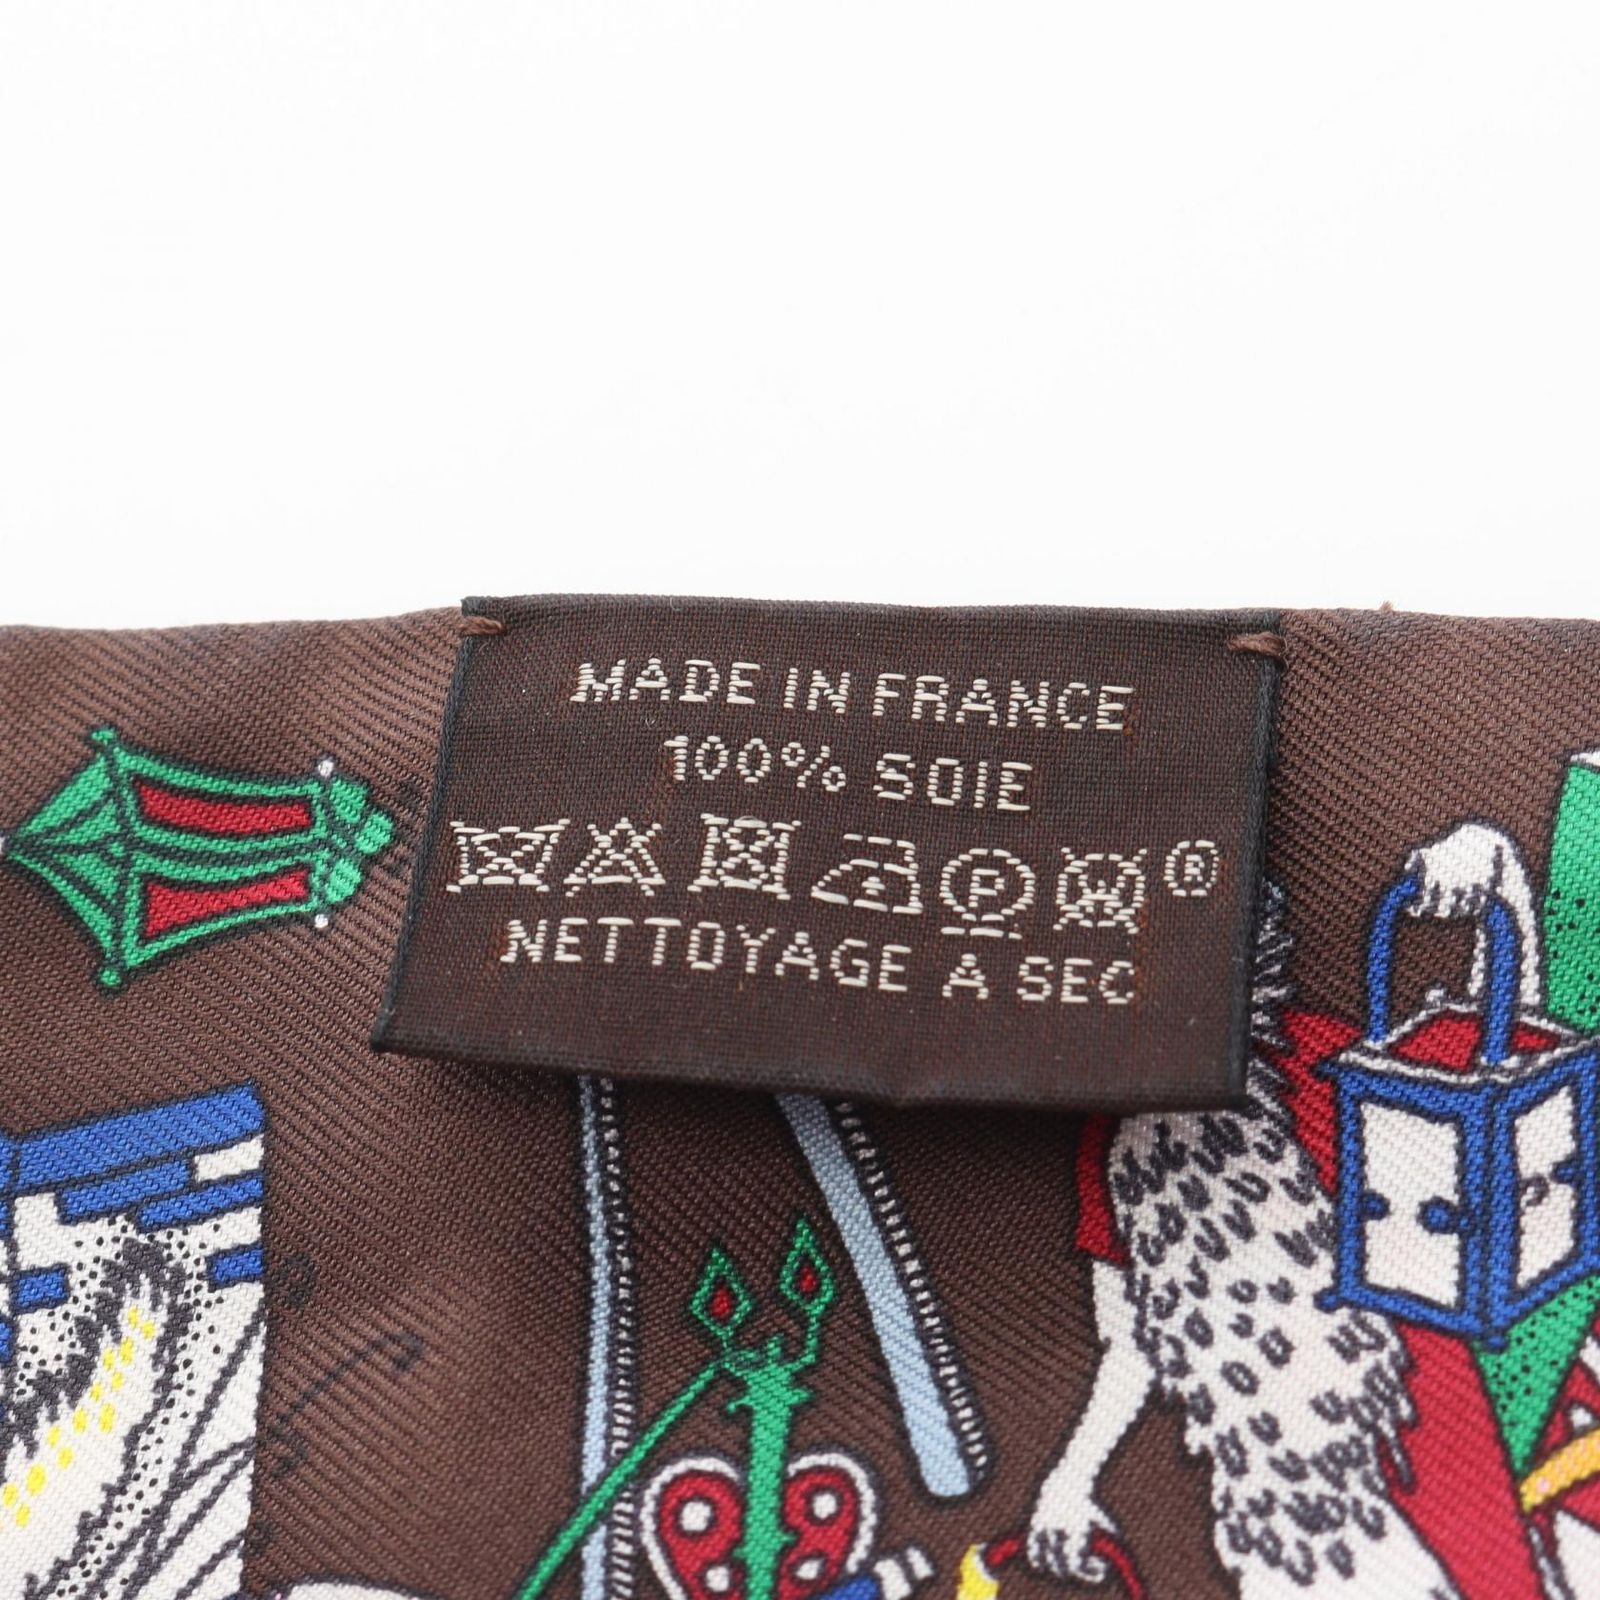 MADE IN FRANCE
100% SOIE
P ®
NETTOYAGE A SEC